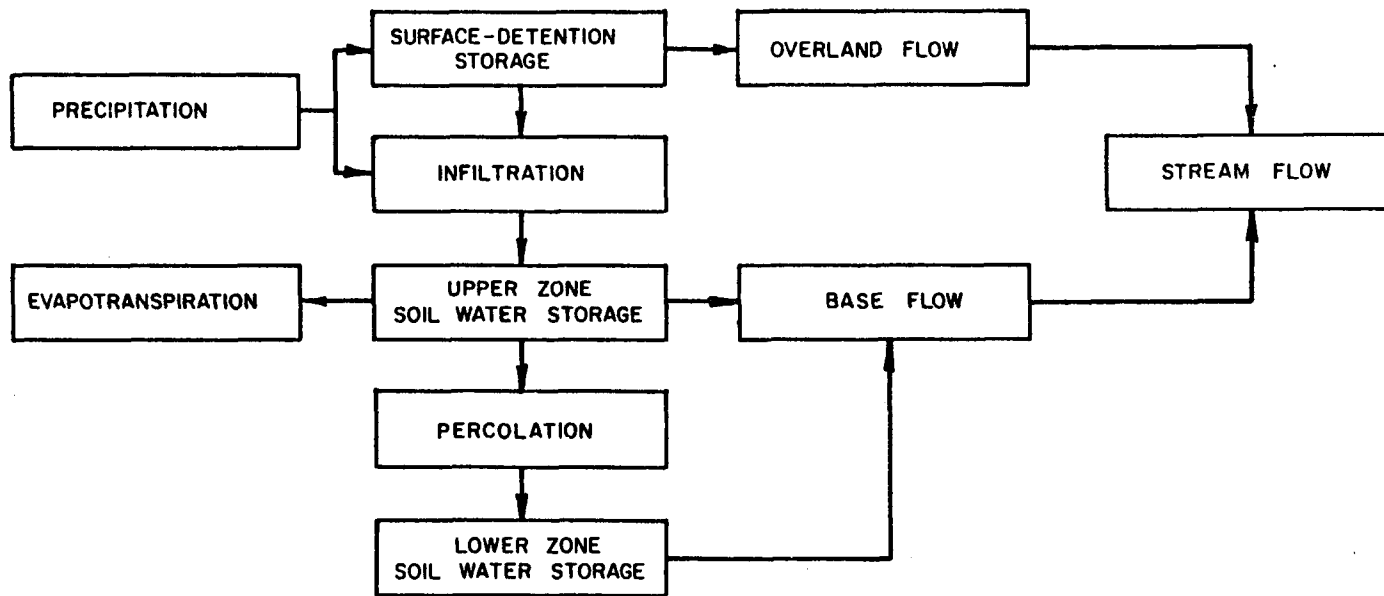 SURFACE-DETENTION
STORAGE
OVERLAND FLOW
PRECIPITATION
INFILTRATION
STREAM FLOW
EVAPOTRANSPIRATION
UPPER ZONE
SOIL WATER STORAGE
BASE FLOW
PERCOLATION
LOWER ZONE
SOIL WATER STORAGE